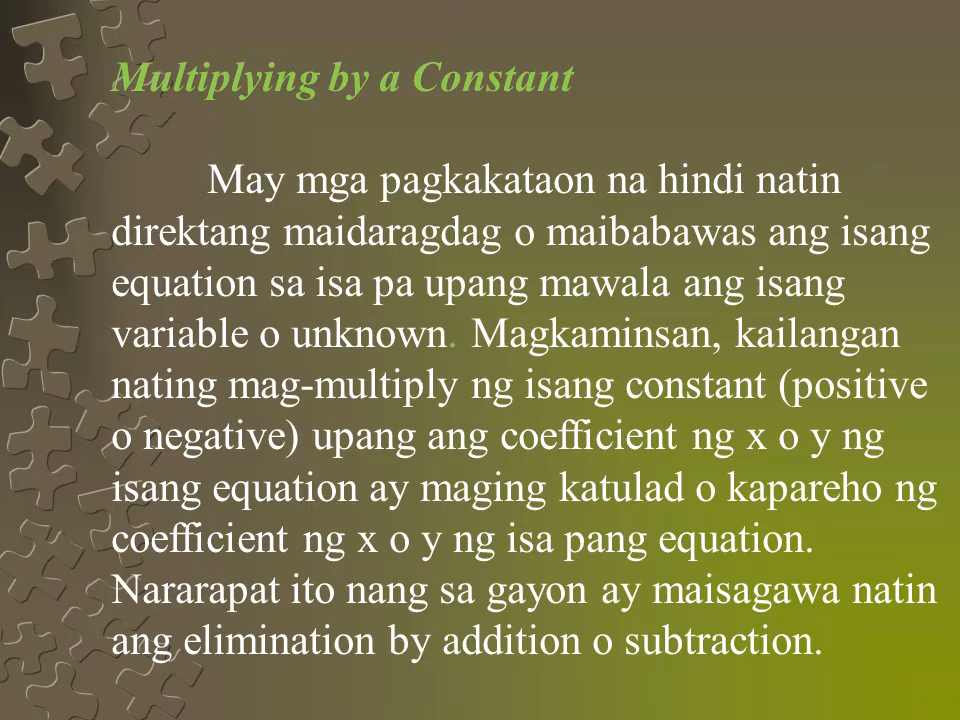 Multiplying by a Constant
May mga pagkakataon na hindi natin
direktang maidaragdag o maibabawas ang isang
equation sa isa pa upang mawala ang isang
variable o unknown. Magkaminsan, kailangan
nating mag-multiply ng isang constant (positive
o negative) upang ang coefficient ng x o y ng
isang equation ay maging katulad o kapareho ng
coefficient ng x o y ng isa pang equation.
Nararapat ito nang sa gayon ay maisagawa natin
ang elimination by addition o subtraction.